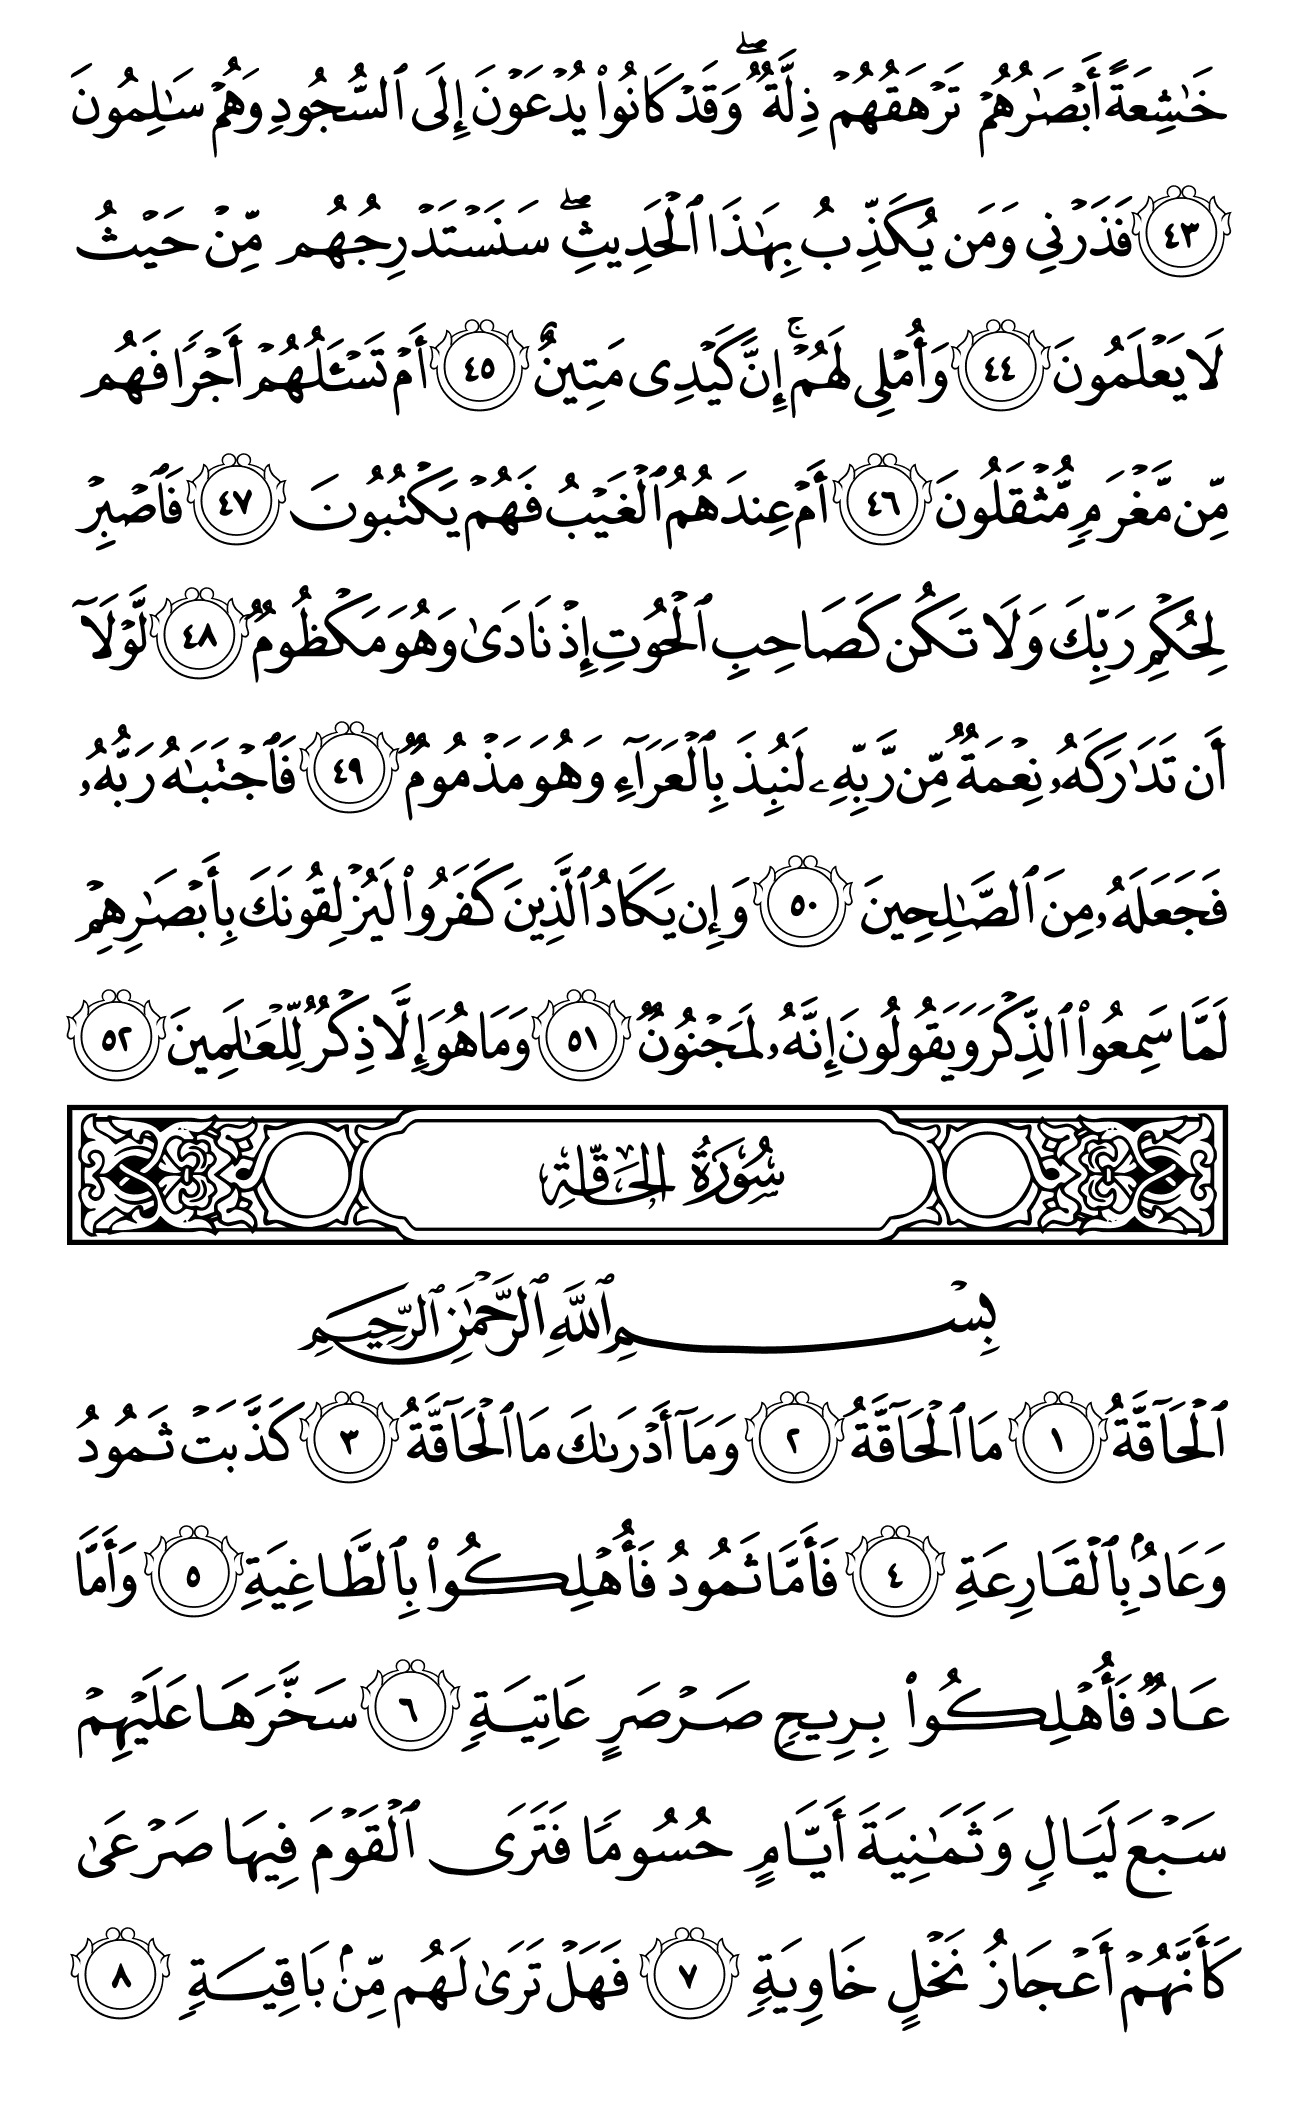 خَٰشِعَةً أَبْصَٰرُهُمْ تَرْهَقُهُمْ ذِلَّةٌ ۖ وَقَدْ كَانُوا۟ يُدْعَوْنَ إِلَى ٱلسُّجُودِ وَهُمْ سَٰلِمُونَ
٤٣ فَذَرْنِى وَمَن يُكَذِّبُ بِهَٰذَا ٱلْحَدِيثِ ۖ سَنَسْتَدْرِجُهُم مِّنْ حَيْثُ
لَا يَعْلَمُونَ ٤٤ وَأُمْلِى لَهُمْ ۚ إِنَّ كَيْدِى مَتِينٌ ٤٥ أَمْ تَسْـَٔلُهُمْ أَجْرًا فَهُم
مِّن مَّغْرَمٍ مُّثْقَلُونَ ٤٦ أَمْ عِندَهُمُ ٱلْغَيْبُ فَهُمْ يَكْتُبُونَ ٤٧ فَٱصْبِرْ
لِحُكْمِ رَبِّكَ وَلَا تَكُن كَصَاحِبِ ٱلْحُوتِ إِذْ نَادَىٰ وَهُوَ مَكْظُومٌ ٤٨ لَّوْلَآ
أَن تَدَٰرَكَهُۥ نِعْمَةٌ مِّن رَّبِّهِۦ لَنُبِذَ بِٱلْعَرَآءِ وَهُوَ مَذْمُومٌ ٤٩ فَٱجْتَبَٰهُ رَبُّهُۥ
فَجَعَلَهُۥ مِنَ ٱلصَّٰلِحِينَ ٥٠ وَإِن يَكَادُ ٱلَّذِينَ كَفَرُوا۟ لَيُزْلِقُونَكَ بِأَبْصَٰرِهِمْ
لَمَّا سَمِعُوا۟ ٱلذِّكْرَ وَيَقُولُونَ إِنَّهُۥ لَمَجْنُونٌ ٥١ وَمَا هُوَ إِلَّا ذِكْرٌ لِّلْعَٰلَمِينَ ٥٢
سُورَةُ الحَاقَّةِ
بِسْمِ ٱللَّهِ ٱلرَّحْمَٰنِ ٱلرَّحِيمِ
ٱلْحَآقَّةُ ١ مَا ٱلْحَآقَّةُ ٢ وَمَآ أَدْرَىٰكَ مَا ٱلْحَآقَّةُ ٣ كَذَّبَتْ ثَمُودُ
وَعَادٌۢ بِٱلْقَارِعَةِ ٤ فَأَمَّا ثَمُودُ فَأُهْلِكُوا۟ بِٱلطَّاغِيَةِ ٥ وَأَمَّا
عَادٌ فَأُهْلِكُوا۟ بِرِيحٍ صَرْصَرٍ عَاتِيَةٍ ٦ سَخَّرَهَا عَلَيْهِمْ
سَبْعَ لَيَالٍ وَثَمَٰنِيَةَ أَيَّامٍ حُسُومًا فَتَرَى ٱلْقَوْمَ فِيهَا صَرْعَىٰ
كَأَنَّهُمْ أَعْجَازُ نَخْلٍ خَاوِيَةٍ ٧ فَهَلْ تَرَىٰ لَهُم مِّنۢ بَاقِيَةٍ ٨